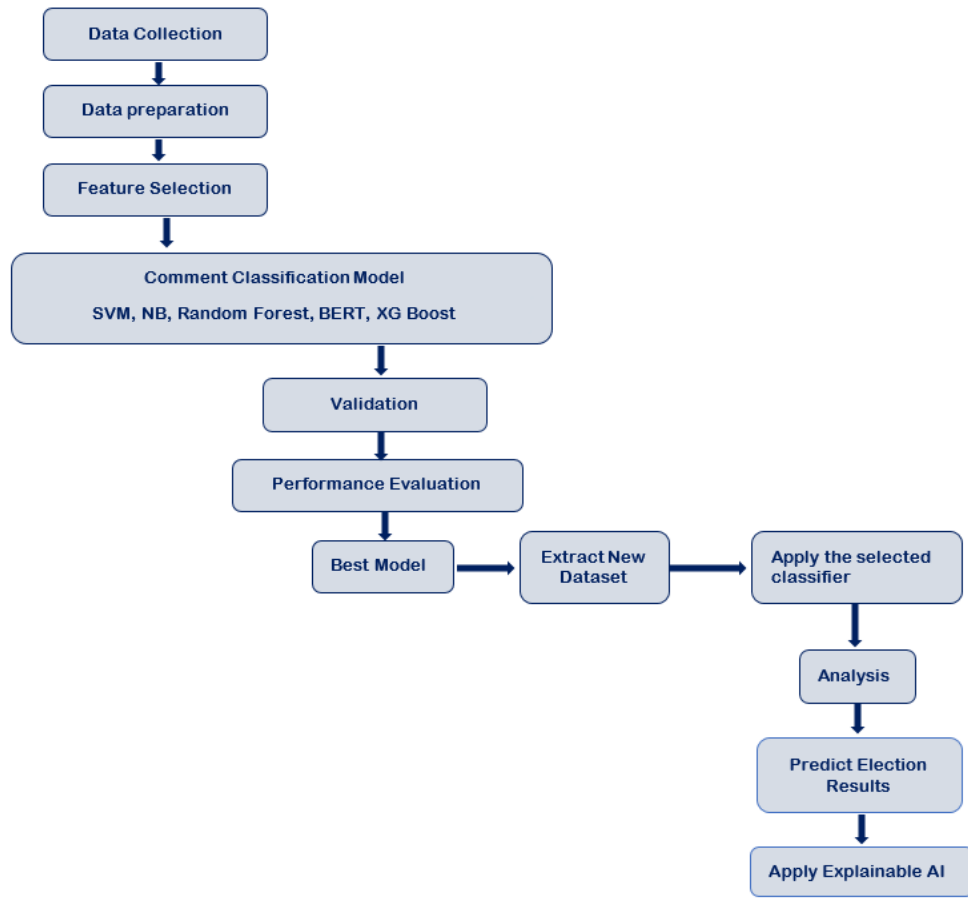 Data Collection
Data preparation
Feature Selection
Comment Classification Model
SVM, NB, Random Forest, BERT, XG Boost
Validation
Performance Evaluation
Best Model
Extract New
Dataset
Apply the selected
classifier
Analysis
Predict Election
Results
Apply Explainable AI